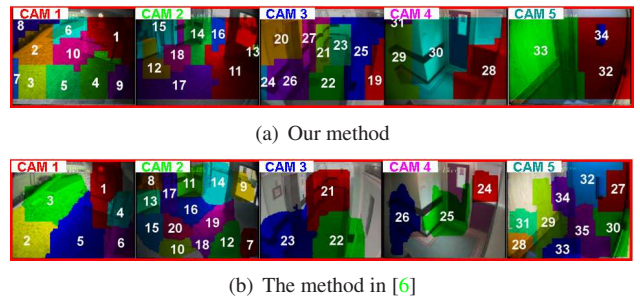 CAM 1 CAM 2 CAM 3 CAM 4 CAM 5
8 6 1 2 10 7 3 5 4 9
15 14 16 13 18 12 11 17
20 27 21 23 25 24 26 22 19
31 30 29 28
34 33 32
(a) Our method
CAM 1 CAM 2 CAM 3 CAM 4 CAM 5
1 3 4 2 5 6
8 11 14 9 17 13 16 19 15 20 18 12 10 7
21 23 22
24 26 25
32 27 34 31 29 35 30 28 33
(b) The method in [6]